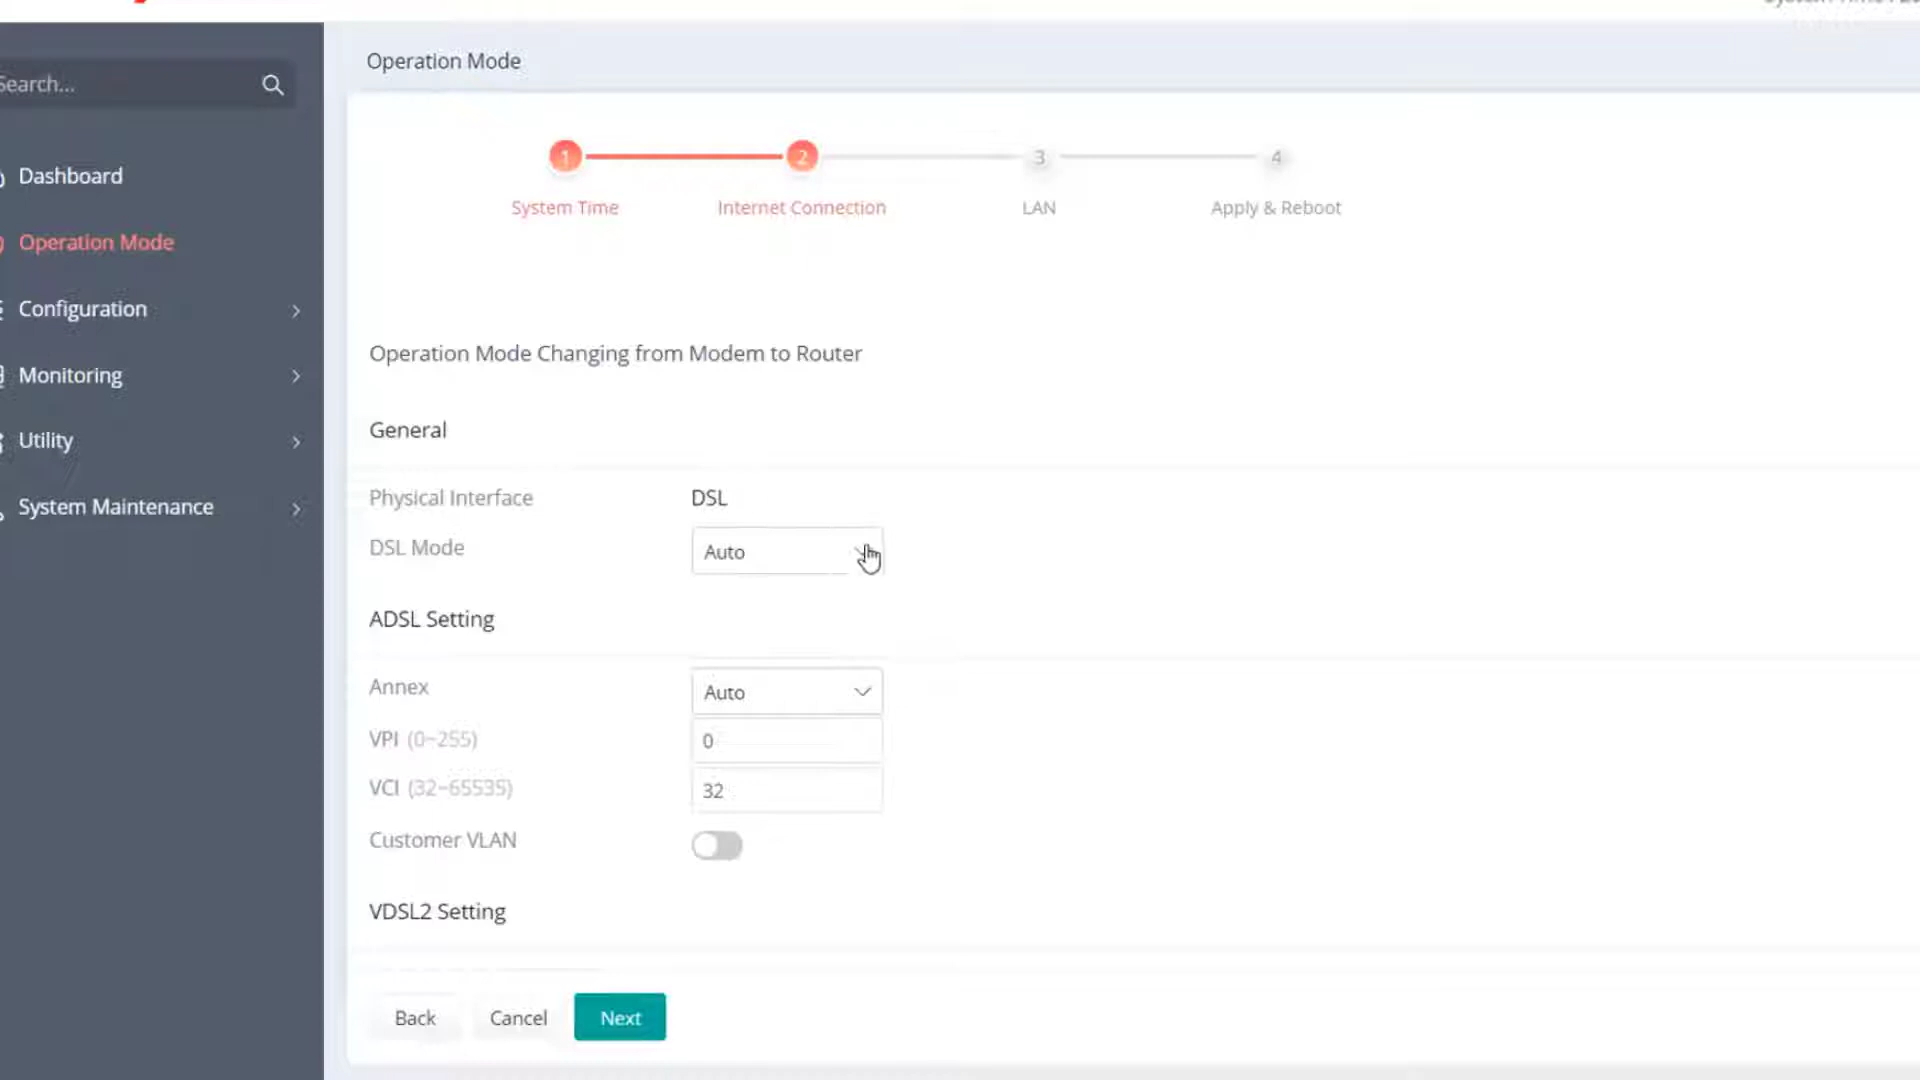 Operation Mode
Search...
1
2
3
4
System Time
Internet Connection
LAN
Apply & Reboot
Dashboard
Operation Mode
Configuration
Monitoring
Utility
System Maintenance
Operation Mode Changing from Modem to Router
General
Physical Interface DSL
DSL Mode Auto
ADSL Setting
Annex Auto
VPI (0~255) 0
VCI (32~65535) 32
Customer VLAN
VDSL2 Setting
Back Cancel Next